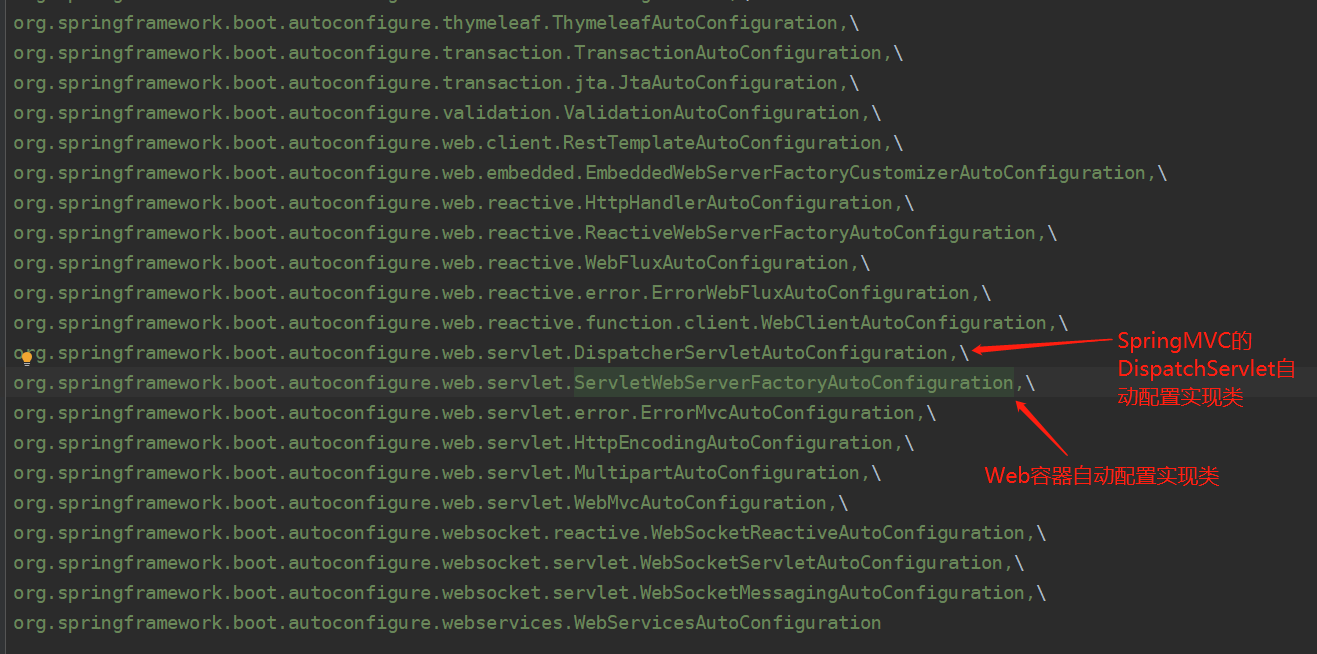 org.springframework.boot.autoconfigure.thymeleaf.ThymeleafAutoConfiguration,\
org.springframework.boot.autoconfigure.transaction.TransactionAutoConfiguration,\
org.springframework.boot.autoconfigure.transaction.jta.JtaAutoConfiguration,\
org.springframework.boot.autoconfigure.validation.ValidationAutoConfiguration,\
org.springframework.boot.autoconfigure.web.client.RestTemplateAutoConfiguration,\
org.springframework.boot.autoconfigure.web.embedded.EmbeddedWebServerFactoryCustomizerAutoConfiguration,\
org.springframework.boot.autoconfigure.web.reactive.HttpHandlerAutoConfiguration,\
org.springframework.boot.autoconfigure.web.reactive.ReactiveWebServerFactoryAutoConfiguration,\
org.springframework.boot.autoconfigure.web.reactive.WebFluxAutoConfiguration,\
org.springframework.boot.autoconfigure.web.reactive.error.ErrorWebFluxAutoConfiguration,\
org.springframework.boot.autoconfigure.web.reactive.function.client.WebClientAutoConfiguration,\
org.springframework.boot.autoconfigure.web.servlet.DispatcherServletAutoConfiguration,\
SpringMVC的
DispatchServlet自
动配置实现类
org.springframework.boot.autoconfigure.web.servlet.ServletWebServerFactoryAutoConfiguration,\
org.springframework.boot.autoconfigure.web.servlet.error.ErrorMvcAutoConfiguration,\
org.springframework.boot.autoconfigure.web.servlet.HttpEncodingAutoConfiguration,\
org.springframework.boot.autoconfigure.web.servlet.MultipartAutoConfiguration,\
Web容器自动配置实现类
org.springframework.boot.autoconfigure.web.servlet.WebMvcAutoConfiguration,\
org.springframework.boot.autoconfigure.websocket.reactive.WebSocketReactiveAutoConfiguration,\
org.springframework.boot.autoconfigure.websocket.servlet.WebSocketServletAutoConfiguration,\
org.springframework.boot.autoconfigure.websocket.servlet.WebSocketMessagingAutoConfiguration,\
org.springframework.boot.autoconfigure.webservices.WebServicesAutoConfiguration